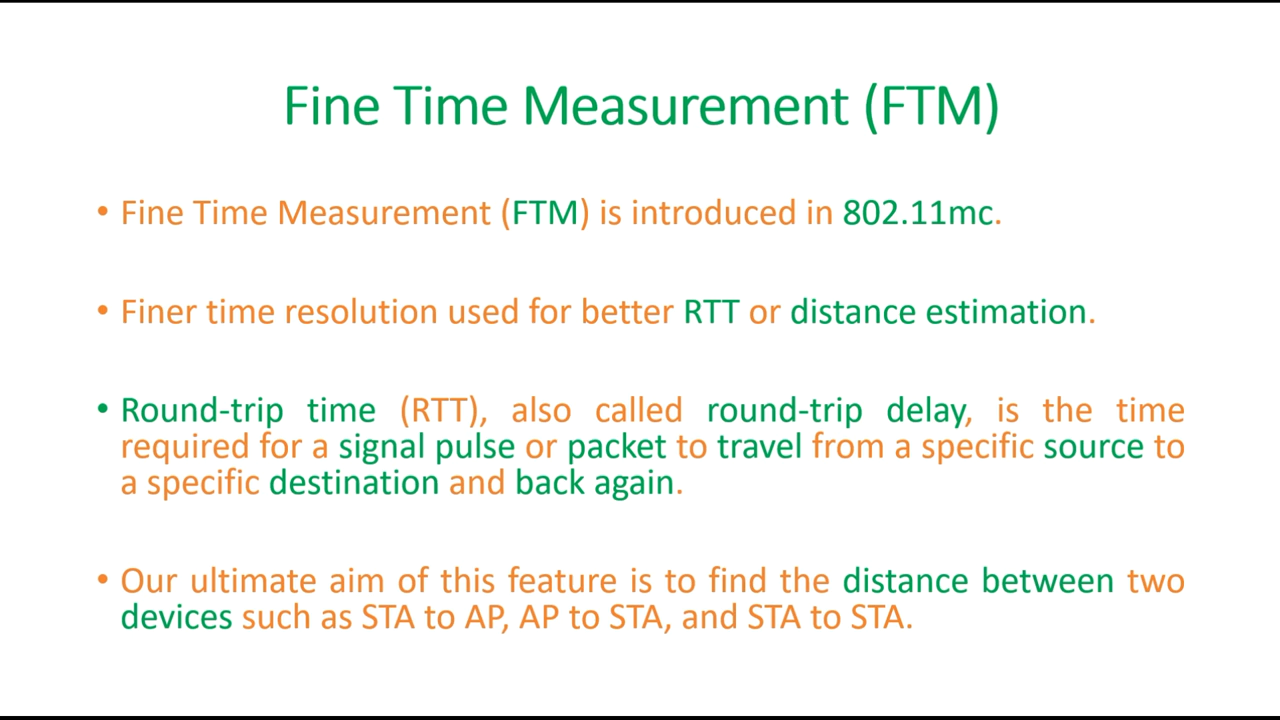 Fine Time Measurement (FTM)
• Fine Time Measurement (FTM) is introduced in 802.11mc.
• Finer time resolution used for better RTT or distance estimation.
• Round-trip time (RTT), also called round-trip delay, is the time
required for a signal pulse or packet to travel from a specific source to
a specific destination and back again.
• Our ultimate aim of this feature is to find the distance between two
devices such as STA to AP, AP to STA, and STA to STA.